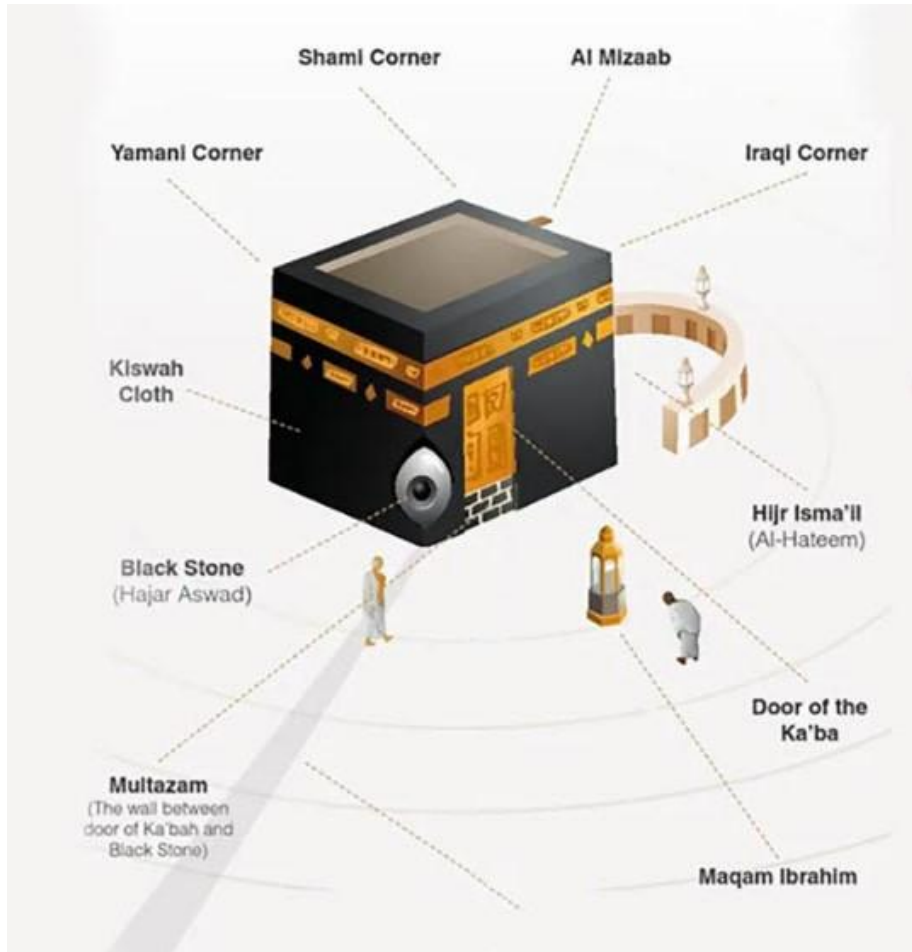 Shami Corner
Al Mizaab
Yamani Corner
Iraqi Corner
Kiswah
Cloth
Hijr Isma'il
(Al-Hateem)
Black Stone
(Hajar Aswad)
Door of the
Ka'ba
Multazam
(The wall between
door of Ka'bah and
Black Stone)
Maqam Ibrahim